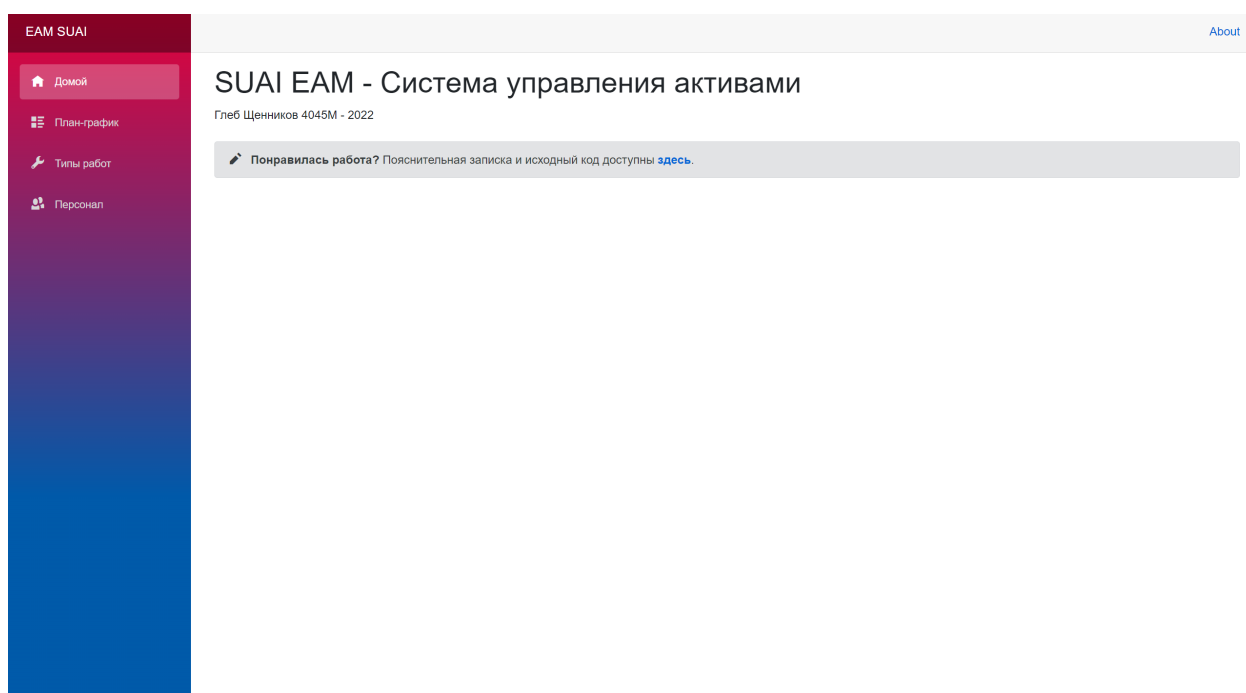 EAM SUAI
About
Домой
План-график
Типы работ
Персонал
SUAI EAM - Система управления активами
Глеб Щенников 4045М - 2022
Понравилась работа? Пояснительная записка и исходный код доступны здесь.